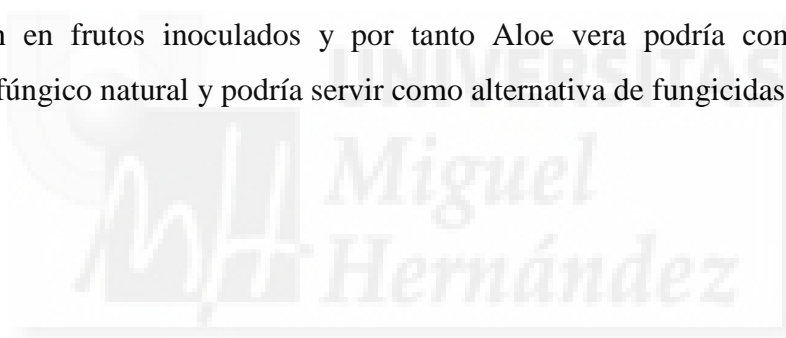 en frutos inoculados y por tanto Aloe vera podría con
fúngico natural y podría servir como alternativa de fungicidas
UNIVERSITAS
Miguel
Hernández